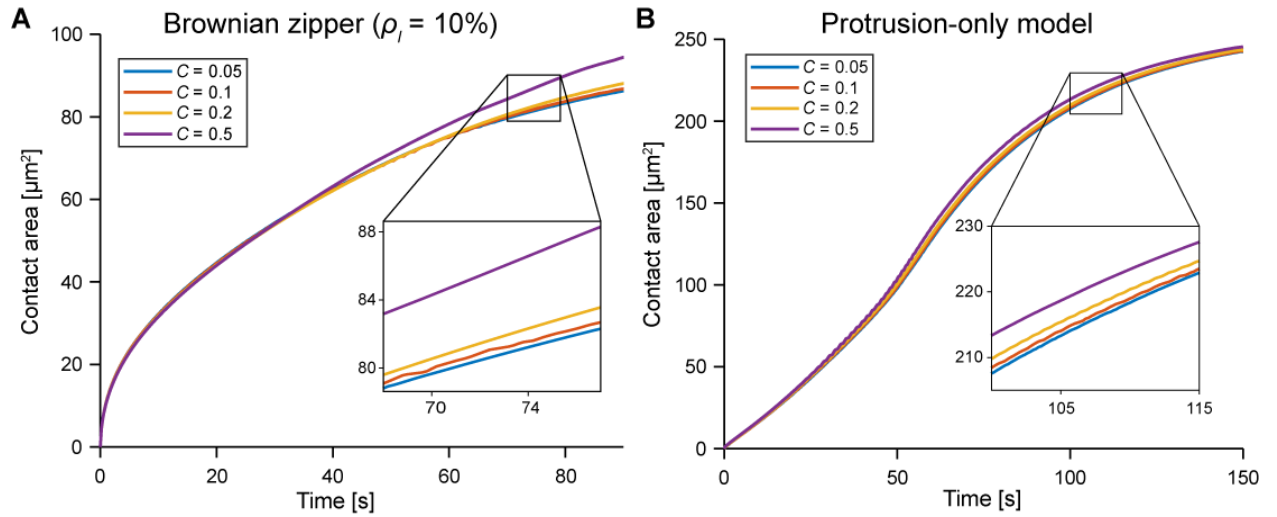 A
Brownian zipper (ρl = 10%)
Contact area [μm²]
100
80
60
40
20
0
C = 0.05
C = 0.1
C = 0.2
C = 0.5
88
84
80
70 74
0 20 40 60 80
Time [s]
B
Protrusion-only model
Contact area [μm²]
250
200
150
100
50
0
C = 0.05
C = 0.1
C = 0.2
C = 0.5
230
220
210
105 115
0 50 100 150
Time [s]